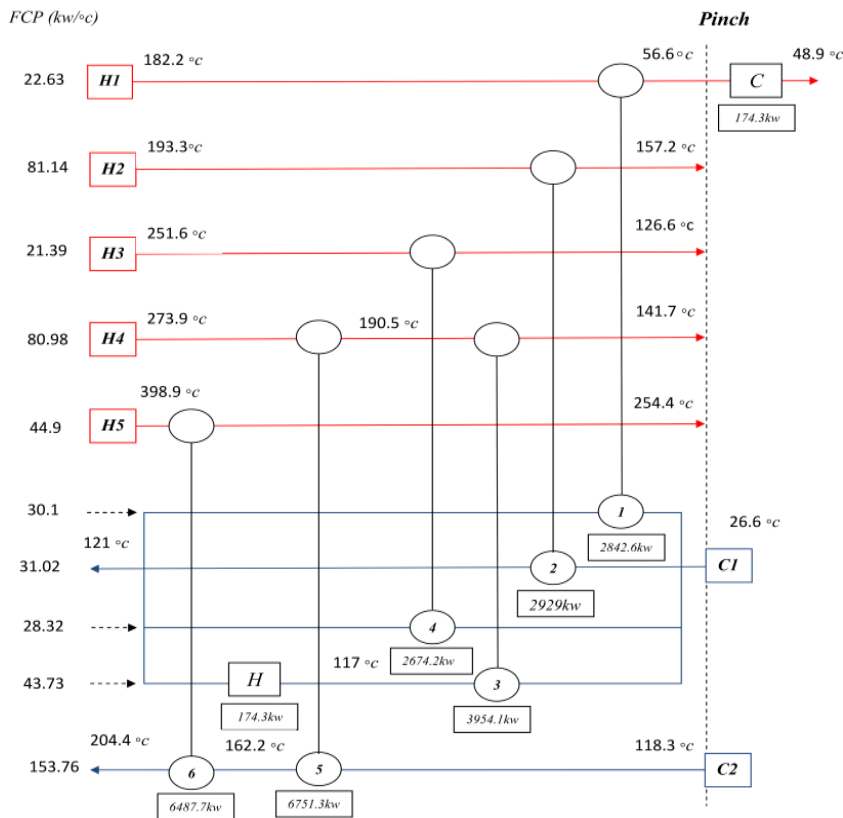 FCP (kw/°c)
Pinch
182.2 °c
56.6°c
48.9 °c
22.63
H1
C
174.3kw
193.3°c
157.2 °c
81.14
H2
251.6 °c
126.6 °c
21.39
H3
273.9 °c
190.5 °c
141.7 °c
80.98
H4
398.9 °c
254.4 °c
44.9
H5
30.1
1
26.6 °c
2842.6kw
121 °c
31.02
2
C1
2929kw
28.32
4
2674.2kw
117 °c
43.73
H
3
174.3kw
3954.1kw
204.4 °c
162.2 °c
118.3°c
153.76
6
5
C2
6487.7kw
6751.3kw